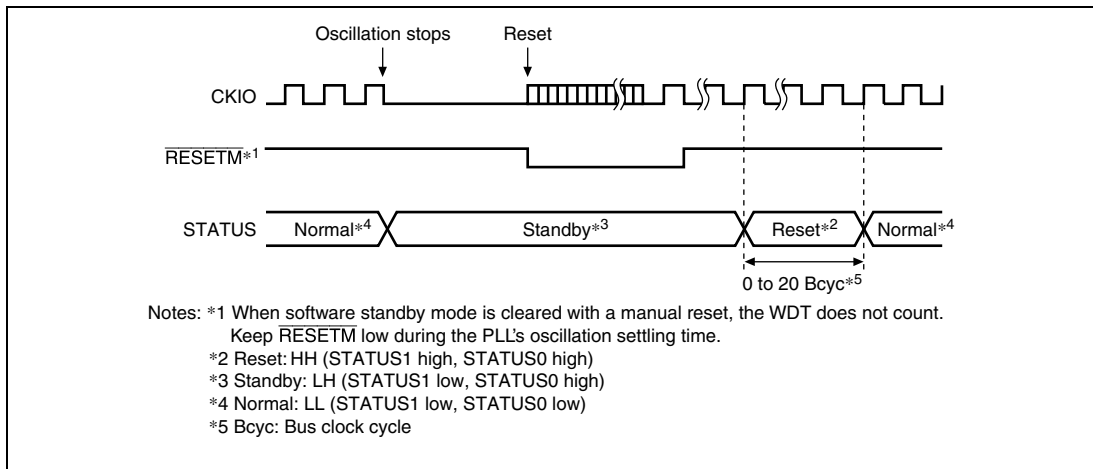 Oscillation stops Reset
CKIO
RESETM*1
STATUS Normal*4 Standby*3 Reset*2 Normal*4
0 to 20 Bcyc*5
Notes: *1 When software standby mode is cleared with a manual reset, the WDT does not count.
Keep RESETM low during the PLL's oscillation settling time.
*2 Reset: HH (STATUS1 high, STATUS0 high)
*3 Standby: LH (STATUS1 low, STATUS0 high)
*4 Normal: LL (STATUS1 low, STATUS0 low)
*5 Bcyc: Bus clock cycle